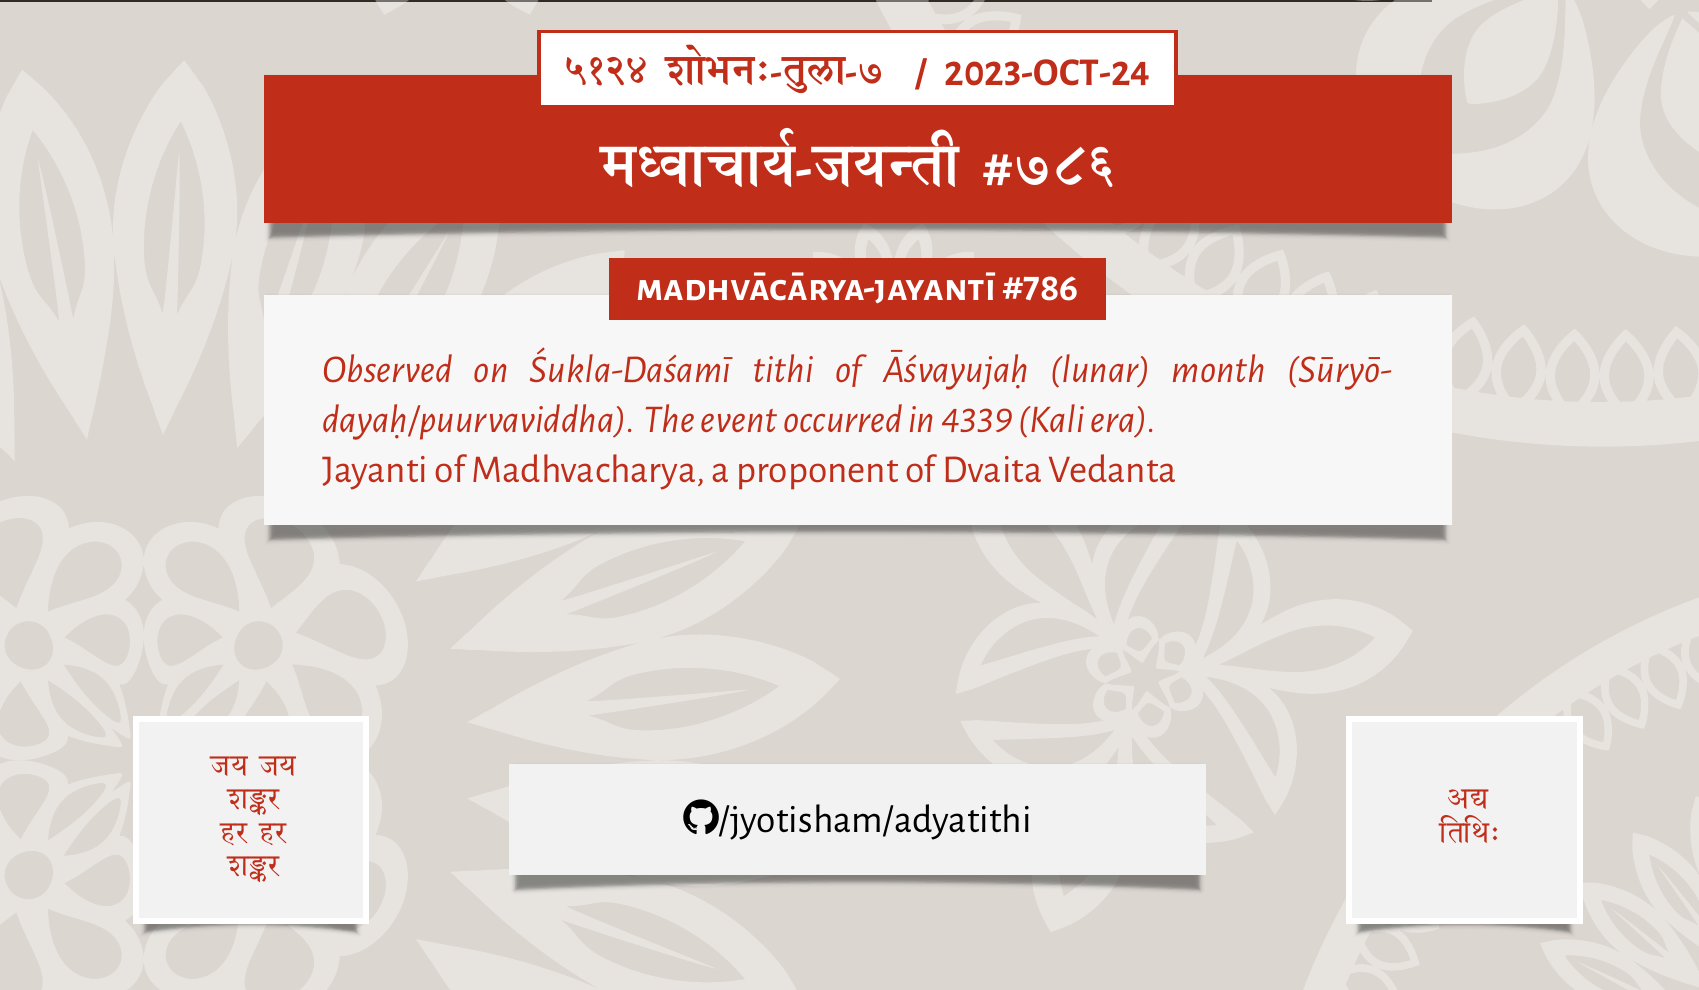 ५१२४ शोभनः-तुला-७ / 2023-OCT-24
मध्वाचार्य-जयन्ती #७८६
MADHVĀCĀRYA-JAYANTĪ #786
Observed on Śukla-Daśamī tithi of Āśvayujaḥ (lunar) month (Sūryō-
dayaḥ/puurvaviddha). The event occurred in 4339 (Kali era).
Jayanti of Madhvacharya, a proponent of Dvaita Vedanta
जय जय
शङ्कर
हर हर
शङ्कर
/jyotisham/adyatithi
अद्य
तिथिः